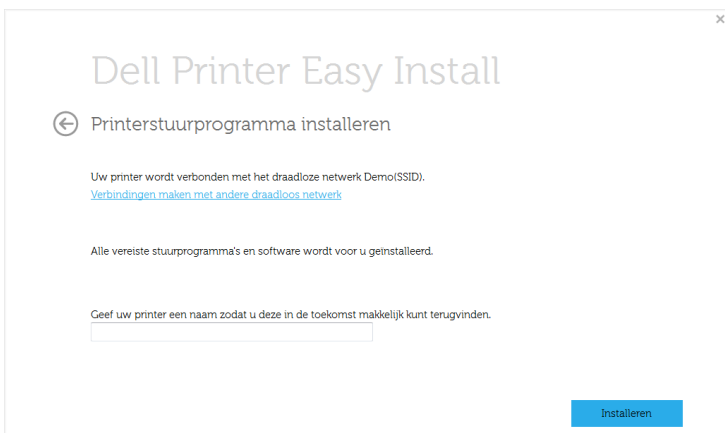 Dell Printer Easy Install
Printerstuurprogramma installeren
Uw printer wordt verbonden met het draadloze netwerk Demo(SSID).
Verbindingen maken met andere draadloos netwerk
Alle vereiste stuurprogramma's en software wordt voor u geïnstalleerd.
Geef uw printer een naam zodat u deze in de toekomst makkelijk kunt terugvinden.
Installeren